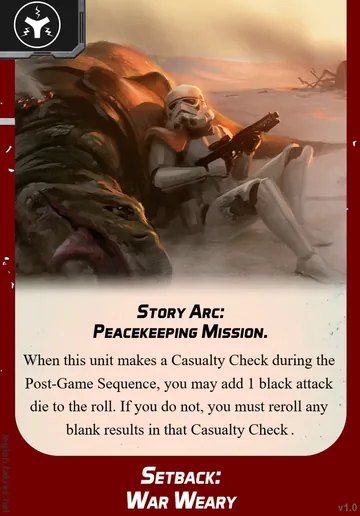 Story Arc:
Peacekeeping Mission.
When this unit makes a Casualty Check during the
Post-Game Sequence, you may add 1 black attack
die to the roll. If you do not, you must reroll any
blank results in that Casualty Check .
Setback:
War Weary
v1.0